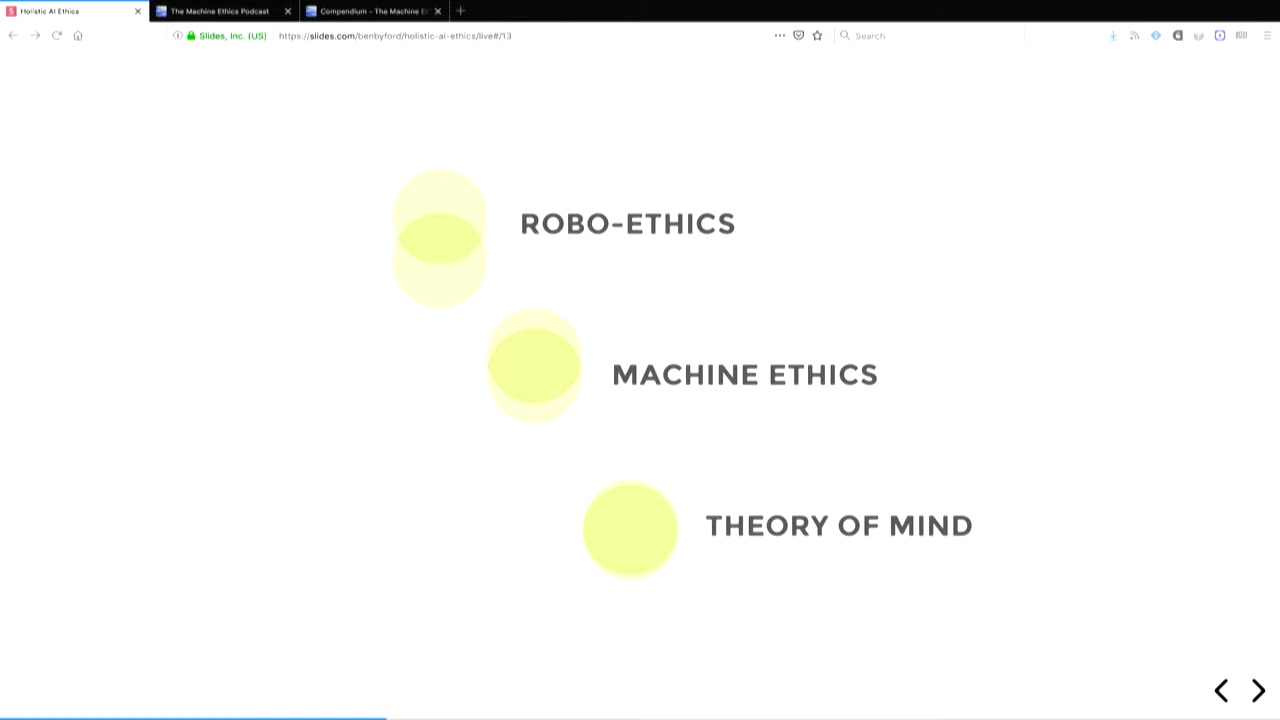 Holistic AI Ethics
The Machine Ethics Podcast
Compendium - The Machine Et
Slides, Inc. (US)
https://slides.com/benbyford/holistic-ai-ethics/live#/13
Search
ROBO-ETHICS
MACHINE ETHICS
THEORY OF MIND